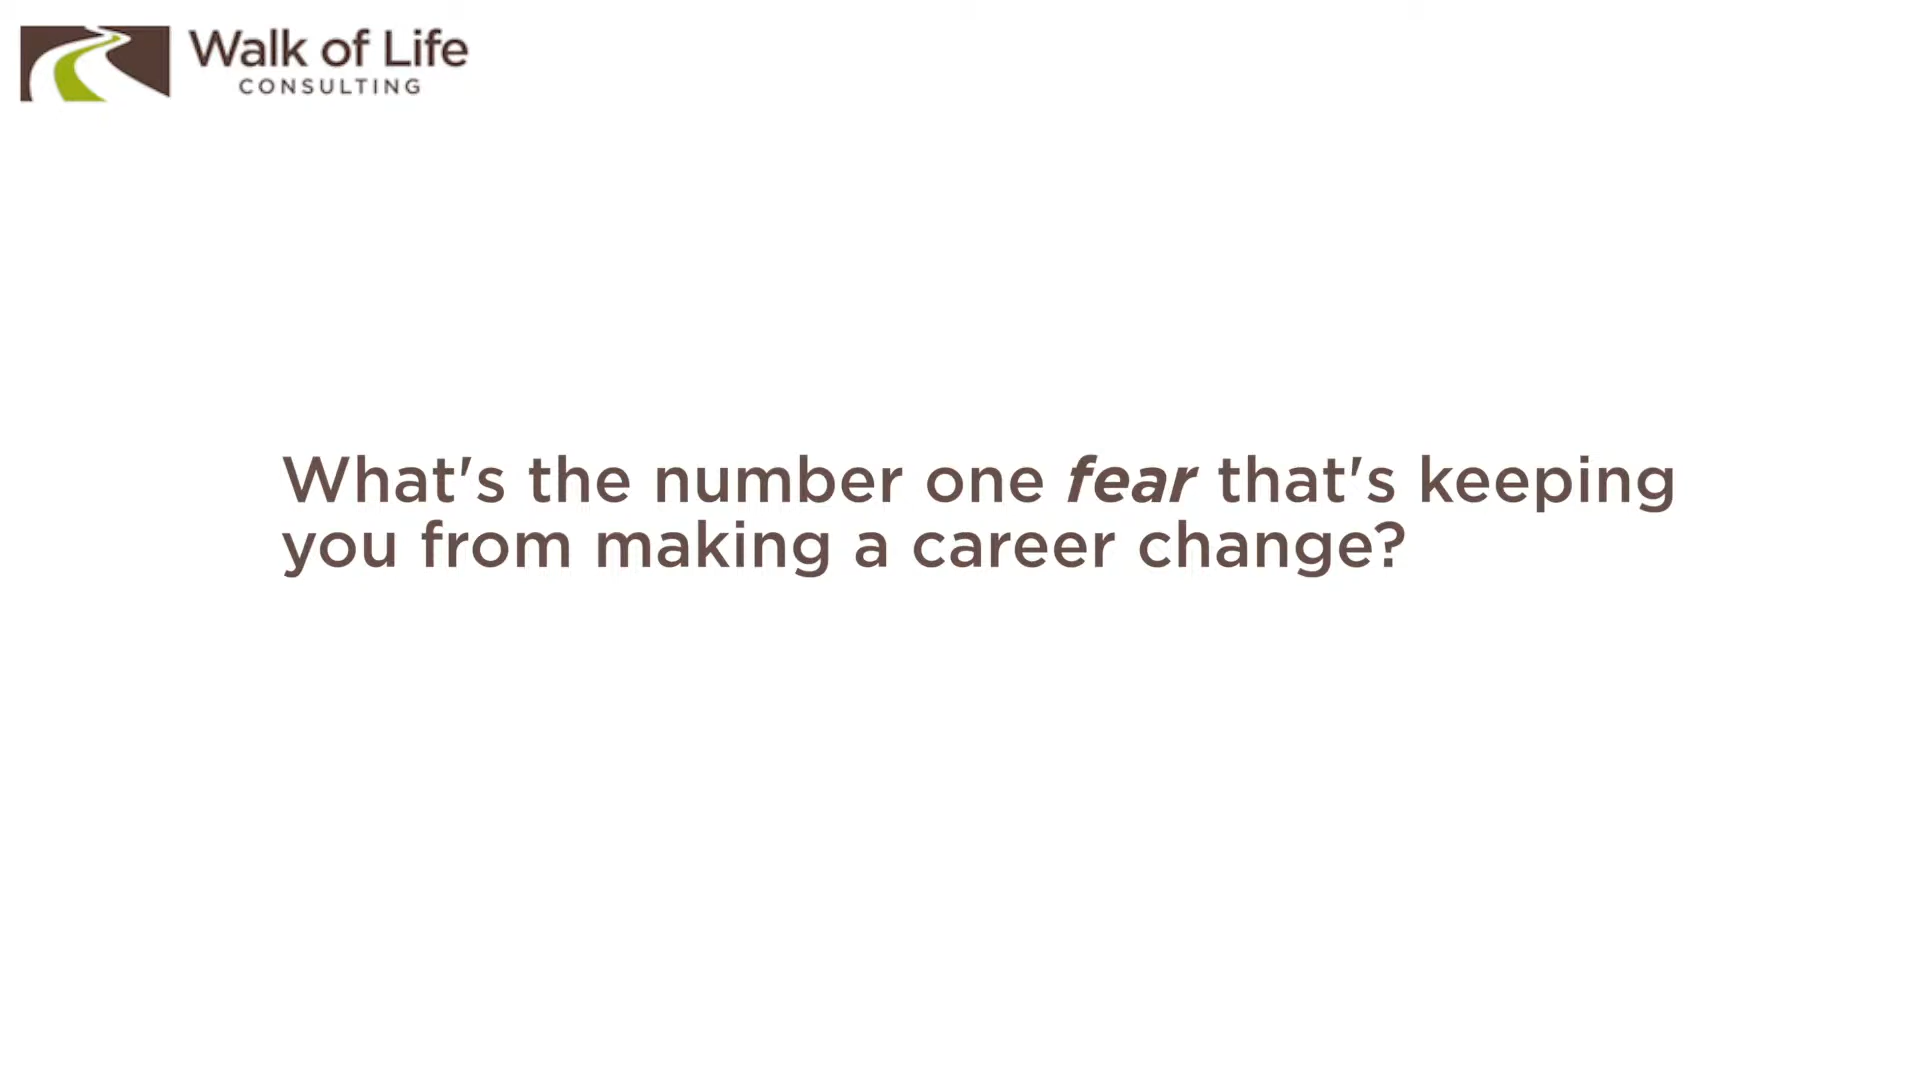 Walk of Life
CONSULTING
What's the number one fear that's keeping
you from making a career change?